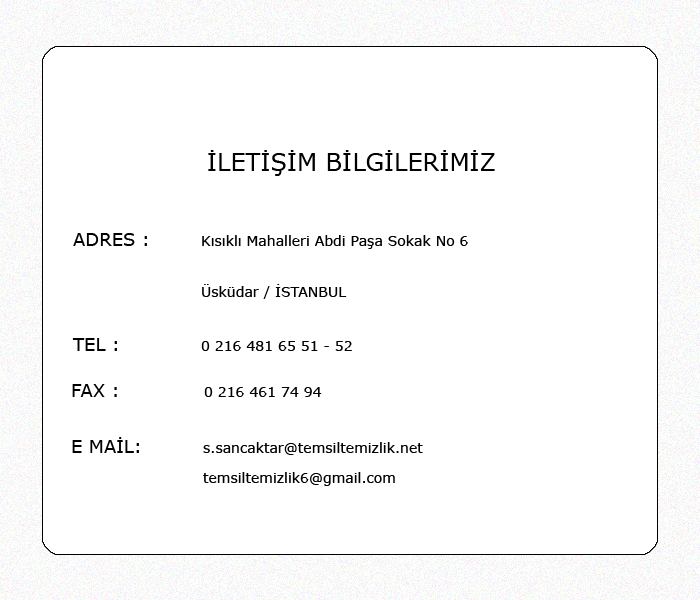 İLETİŞİM BİLGİLERİMİZ
ADRES : Kısıklı Mahalleri Abdi Paşa Sokak No 6
Üsküdar / İSTANBUL
TEL : 0 216 481 65 51 - 52
FAX : 0 216 461 74 94
E MAİL: s.sancaktar@temsiltemizlik.net
temsiltemizlik6@gmail.com